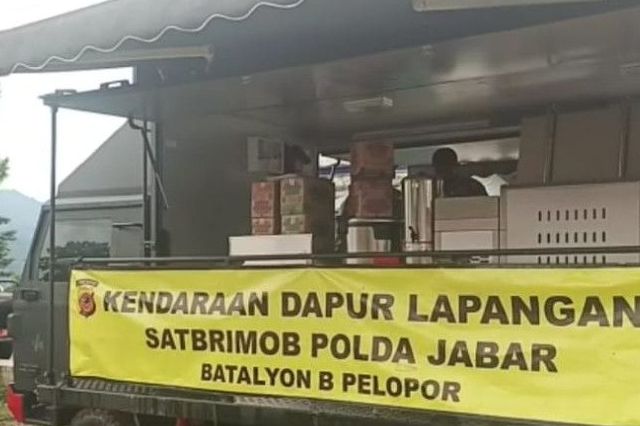 KENDARAAN DAPUR LAPANGAN
SATBRIMOB POLDA JABAR
BATALYON B PELOPOR